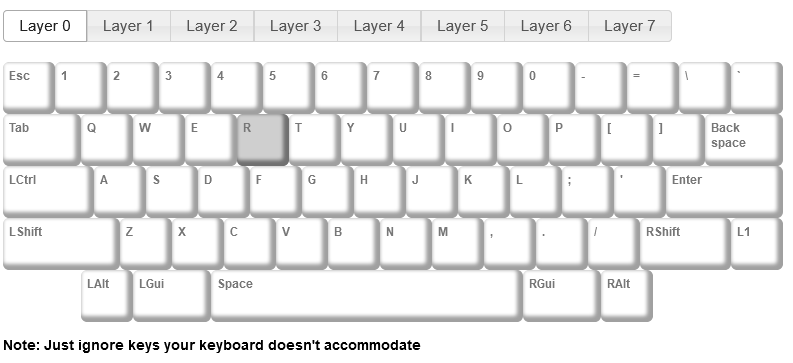 Layer 0 Layer 1 Layer 2 Layer 3 Layer 4 Layer 5 Layer 6 Layer 7
Esc 1 2 3 4 5 6 7 8 9 0 - = \ `
Tab Q W E R T Y U I O P [ ] Back space
LCtrl A S D F G H J K L ; ' Enter
LShift Z X C V B N M , . / RShift L1
LAlt LGui Space RGui RAlt
Note: Just ignore keys your keyboard doesn't accommodate